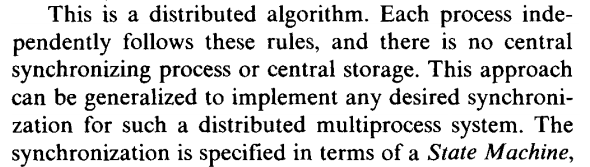 This is a distributed algorithm. Each process inde-
pendently follows these rules, and there is no central
synchronizing process or central storage. This approach
can be generalized to implement any desired synchroni-
zation for such a distributed multiprocess system. The
synchronization is specified in terms of a State Machine,